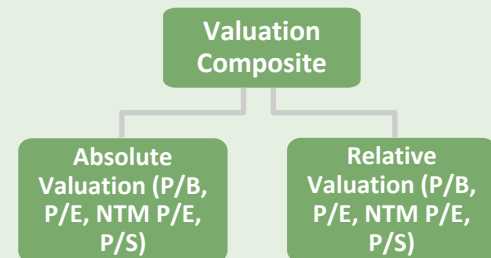 Valuation
Composite
Absolute
Valuation (P/B,
P/E, NTM P/E,
P/S)
Relative
Valuation (P/B,
P/E, NTM P/E,
P/S)